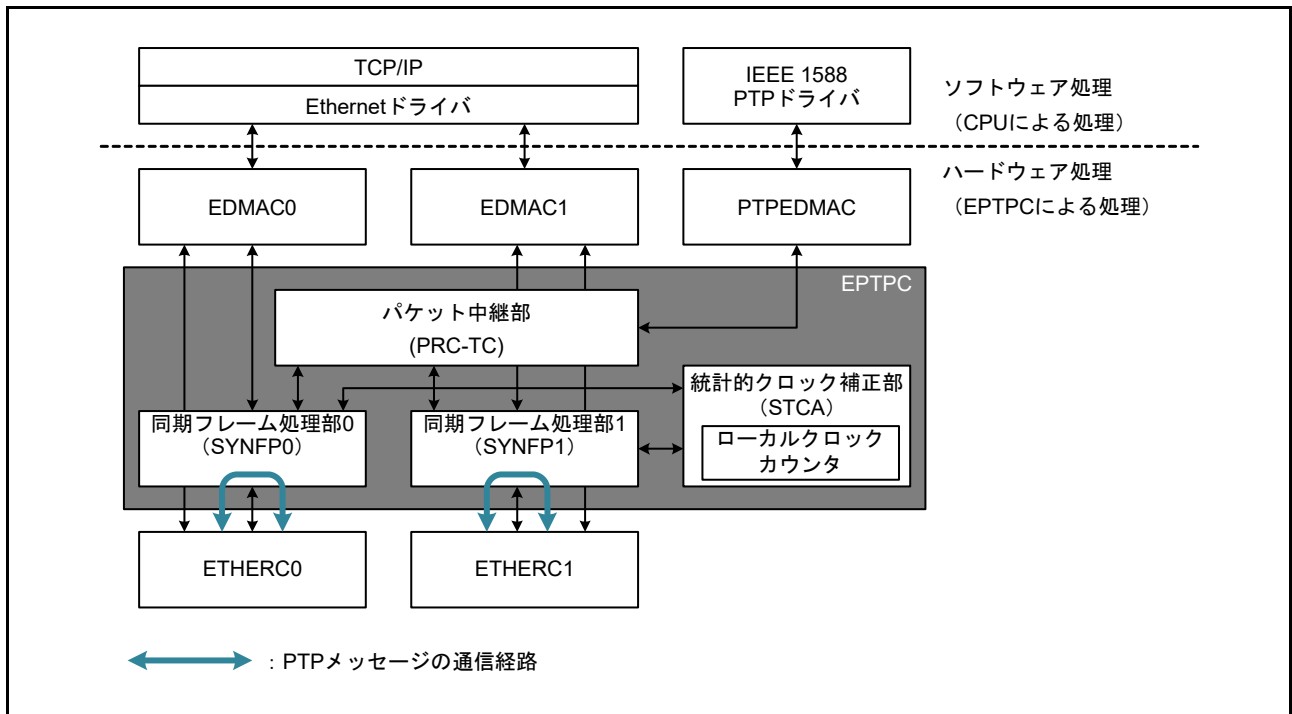 TCP/IP
Ethernetドライバ
IEEE 1588
PTPドライバ
ソフトウェア処理
（CPUによる処理）
ハードウェア処理
（EPTPCによる処理）
EDMAC0
EDMAC1
PTPEDMAC
EPTPC
パケット中継部
(PRC-TC)
同期フレーム処理部0
（SYNFP0）
同期フレーム処理部1
（SYNFP1）
統計的クロック補正部
（STCA）
ローカルクロック
カウンタ
ETHERC0
ETHERC1
：PTPメッセージの通信経路